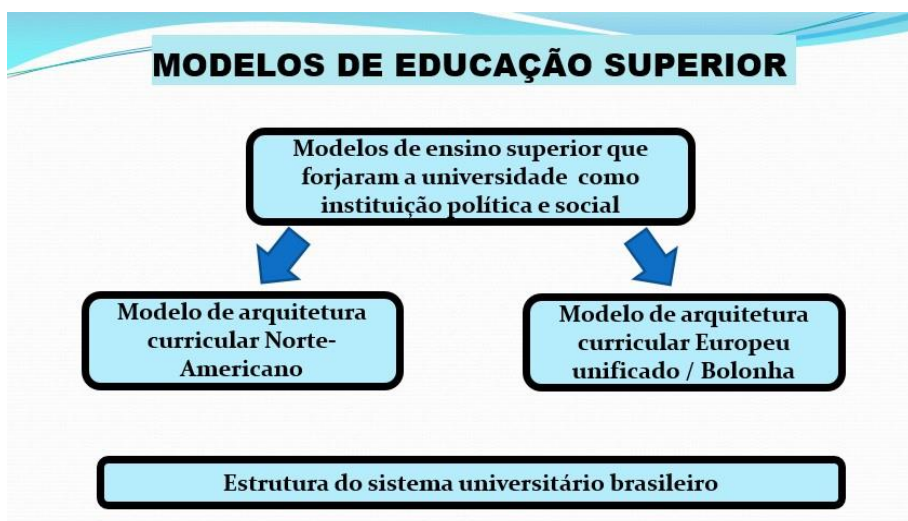 MODELOS DE EDUCAÇÃO SUPERIOR
Modelos de ensino superior que
forjaram a universidade como
instituição política e social
Modelo de arquitetura
curricular Norte-
Americano
Modelo de arquitetura
curricular Europeu
unificado / Bolonha
Estrutura do sistema universitário brasileiro